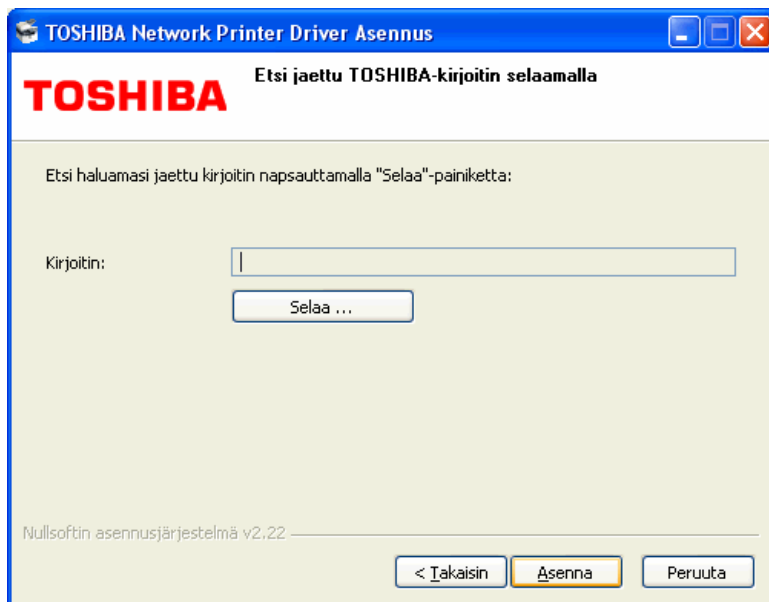 TOSHIBA Network Printer Driver Asennus
TOSHIBA
Etsi jaettu TOSHIBA-kirjoitin selaamalla
Etsi haluamasi jaettu kirjoitin napsauttamalla "Selaa"-painiketta:
Kirjoitin:
Selaa ...
Nullsoftin asennusjärjestelmä v2.22
< Takaisin
Asenna
Peruuta